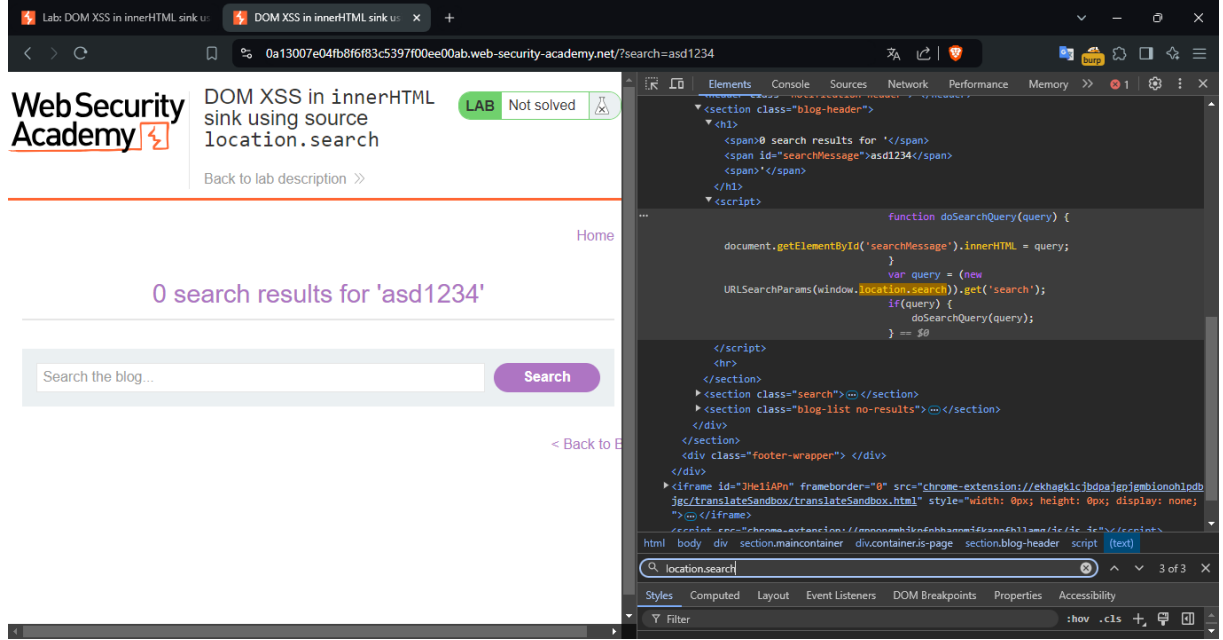 Lab: DOM XSS in innerHTML sink us
DOM XSS in innerHTML sink us
0a13007e04fb8f6f83c5397f00ee00ab.web-security-academy.net/?search=asd1234
burp
Web Security
Academy
DOM XSS in innerHTML
sink using source
location.search
LAB Not solved
Back to lab description
Home
0 search results for 'asd1234'
Search the blog...
Search
< Back to B
Elements Console Sources Network Performance Memory 1
<section class="blog-header">
<h1>
<span>0 search results for '</span>
<span id="searchMessage">asd1234</span>
<span>'</span>
</h1>
<script>
function doSearchQuery(query) {
document.getElementById('searchMessage').innerHTML = query;
}
var query = (new
URLSearchParams(window.location.search)).get('search');
if(query) {
doSearchQuery(query);
} == $0
</script>
<hr>
</section>
<section class="search"> </section>
<section class="blog-list no-results"> </section>
</div>
</section>
<div class="footer-wrapper"> </div>
</div>
<iframe id="JHe1iAPn" frameborder="0" src="chrome-extension://ekhagklcjbdpajgpjgmbionohlpdb
jgc/translateSandbox/translateSandbox.html" style="width: 0px; height: 0px; display: none;
"> </iframe>
html body div section.maincontainer div.container.is-page section.blog-header script (text)
location.search
3 of 3
Styles Computed Layout Event Listeners DOM Breakpoints Properties Accessibility
Filter
:hov .cls